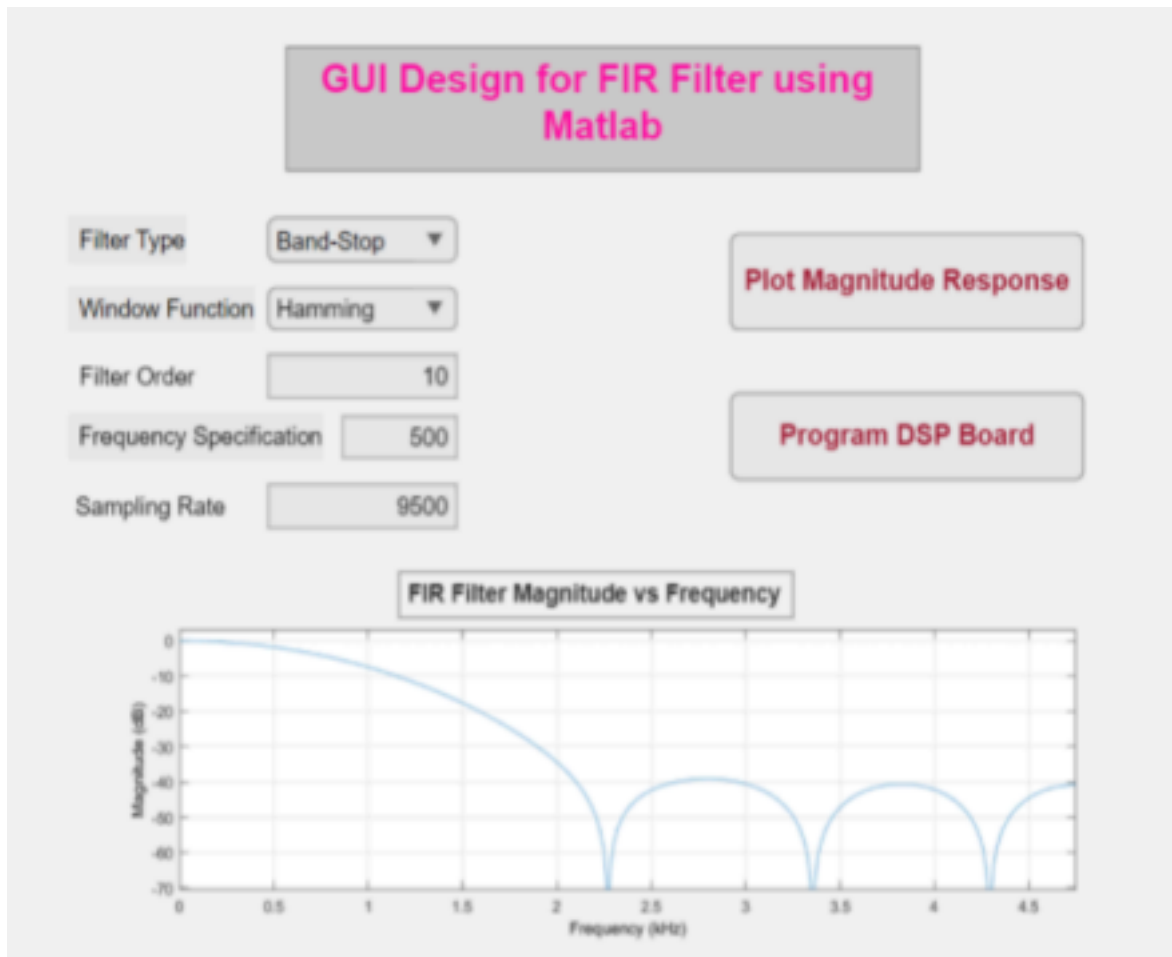 GUI Design for FIR Filter using
Matlab
Filter Type
Band-Stop
Window Function
Hamming
Filter Order
10
Frequency Specification
500
Sampling Rate
9500
Plot Magnitude Response
Program DSP Board
FIR Filter Magnitude vs Frequency
Magnitude (dB)
0
-10
-20
-30
-40
-50
-60
-70
0
0.5
1
1.5
2
2.5
3
3.5
4
4.5
Frequency (kHz)